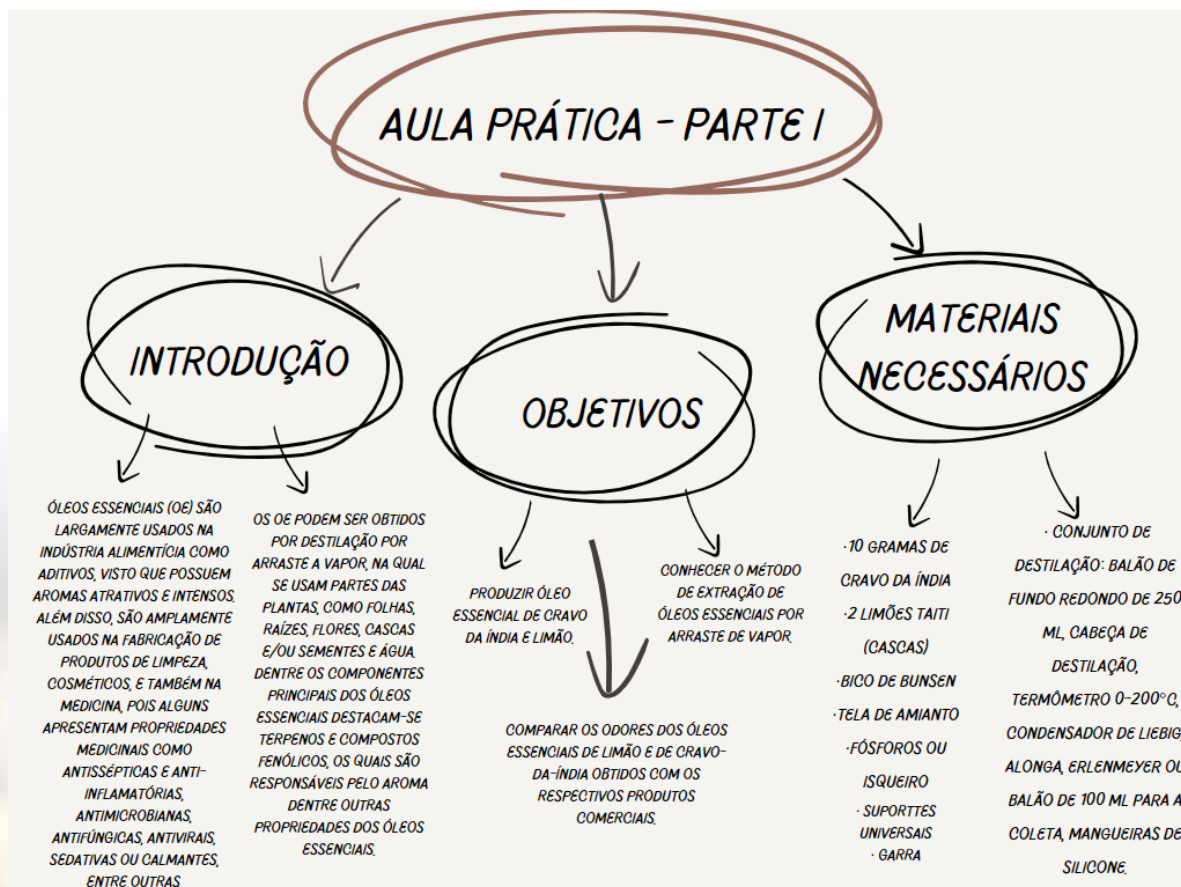 AULA PRÁTICA - PARTE I
INTRODUÇÃO
ÓLEOS ESSENCIAIS (OE) SÃO
LARGAMENTE USADOS NA
INDÚSTRIA ALIMENTÍCIA COMO
ADITIVOS, VISTO QUE POSSUEM
AROMAS ATRATIVOS E INTENSOS.
ALÉM DISSO, SÃO AMPLAMENTE
USADOS NA FABRICAÇÃO DE
PRODUTOS DE LIMPEZA,
COSMÉTICOS, E TAMBÉM NA
MEDICINA, POIS ALGUNS
APRESENTAM PROPRIEDADES
MEDICINAIS COMO
ANTISSÉPTICAS E ANTI-
INFLAMATÓRIAS,
ANTIMICROBIANAS,
ANTIFÚNGICAS, ANTIVIRAIS,
SEDATIVAS OU CALMANTES,
ENTRE OUTRAS
OS OE PODEM SER OBTIDOS
POR DESTILAÇÃO POR
ARRASTE A VAPOR, NA QUAL
SE USAM PARTES DAS
PLANTAS, COMO FOLHAS,
RAÍZES, FLORES, CASCAS
E/OU SEMENTES E ÁGUA.
DENTRE OS COMPONENTES
PRINCIPAIS DOS ÓLEOS
ESSENCIAIS DESTACAM-SE
TERPENOS E COMPOSTOS
FENÓLICOS, OS QUAIS SÃO
RESPONSÁVEIS PELO AROMA
DENTRE OUTRAS
PROPRIEDADES DOS ÓLEOS
ESSENCIAIS.
OBJETIVOS
PRODUZIR ÓLEO
ESSENCIAL DE CRAVO
DA ÍNDIA E LIMÃO.
COMPARAR OS ODORES DOS ÓLEOS
ESSENCIAIS DE LIMÃO E DE CRAVO-
DA-ÍNDIA OBTIDOS COM OS
RESPECTIVOS PRODUTOS
COMERCIAIS.
CONHECER O MÉTODO
DE EXTRAÇÃO DE
ÓLEOS ESSENCIAIS POR
ARRASTE DE VAPOR.
MATERIAIS
NECESSÁRIOS
·10 GRAMAS DE
CRAVO DA ÍNDIA
·2 LIMÕES TAITI
(CASCAS)
·BICO DE BUNSEN
·TELA DE AMIANTO
·FÓSFOROS OU
ISQUEIRO
· SUPORTTES
UNIVERSAIS
· GARRA
· CONJUNTO DE
DESTILAÇÃO: BALÃO DE
FUNDO REDONDO DE 250
ML, CABEÇA DE
DESTILAÇÃO,
TERMÔMETRO 0-200°C,
CONDENSADOR DE LIEBIG,
ALONGA, ERLENMEYER OU
BALÃO DE 100 ML PARA A
COLETA, MANGUEIRAS DE
SILICONE.